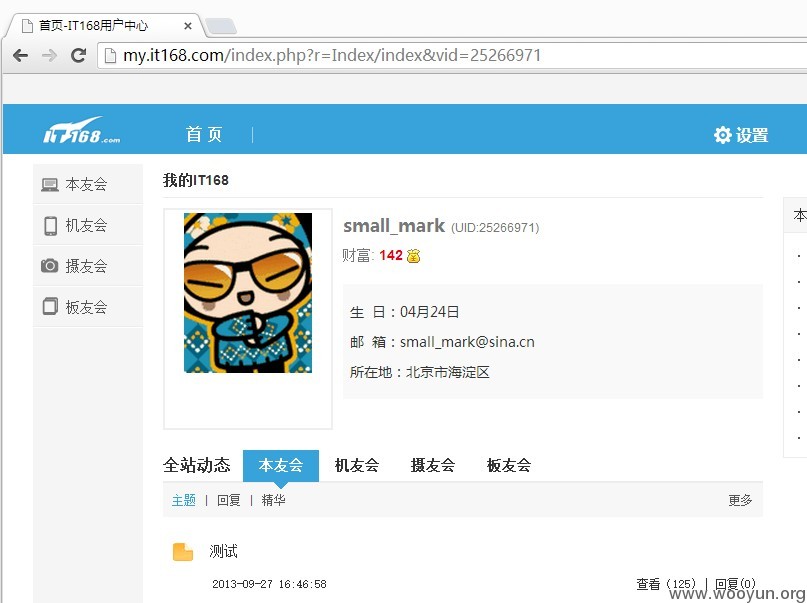 首页-IT168用户中心
my.it168.com/index.php?r=Index/index&vid=25266971
iT168.com 首 页 | 设置
本友会
机友会
摄友会
板友会
我的IT168
本
small_mark (UID:25266971)
财富: 142
生 日：04月24日
邮 箱：small_mark@sina.cn
所在地：北京市海淀区
全站动态 本友会 机友会 摄友会 板友会
主题 | 回复 | 精华 更多
测试
2013-09-27 16:46:58 查看（125）| 回复(0)
www.wooyun.org